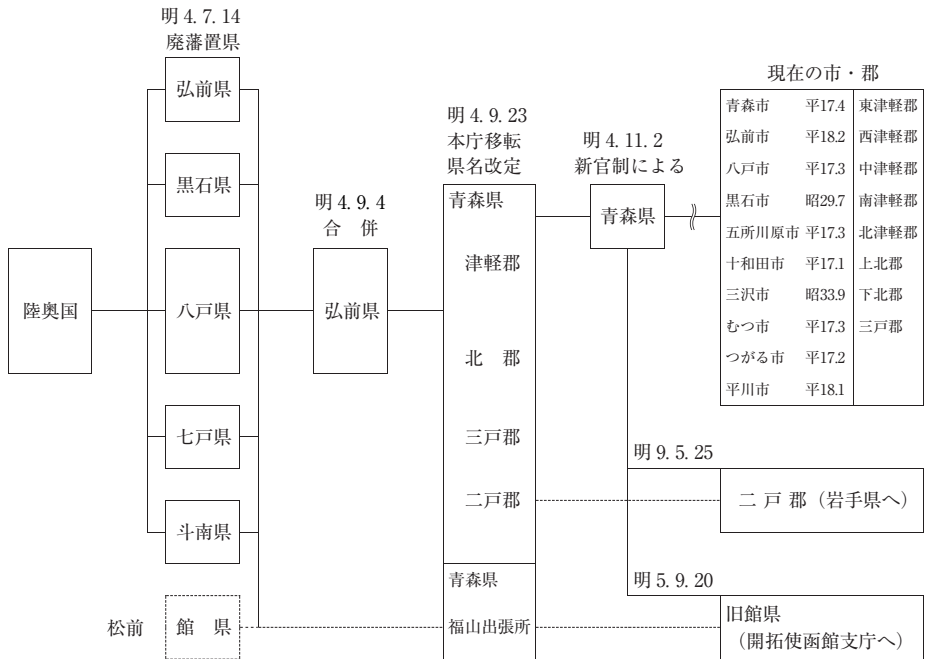 明 4.7.14
廃藩置県
弘前県
黒石県
八戸県
七戸県
斗南県
松前
館 県
陸奥国
明 4.9.4
合 併
弘前県
明 4.9.23
本庁移転
県名改定
青森県
津軽郡
北 郡
三戸郡
二戸郡
青森県
福山出張所
明 4.11.2
新官制による
青森県
現在の市・郡
青森市 平17.4 東津軽郡
弘前市 平18.2 西津軽郡
八戸市 平17.3 中津軽郡
黒石市 昭29.7 南津軽郡
五所川原市 平17.3 北津軽郡
十和田市 平17.1 上北郡
三沢市 昭33.9 下北郡
むつ市 平17.3 三戸郡
つがる市 平17.2
平川市 平18.1
明 9.5.25
二 戸 郡（岩手県へ）
明 5.9.20
旧館県
（開拓使函館支庁へ）